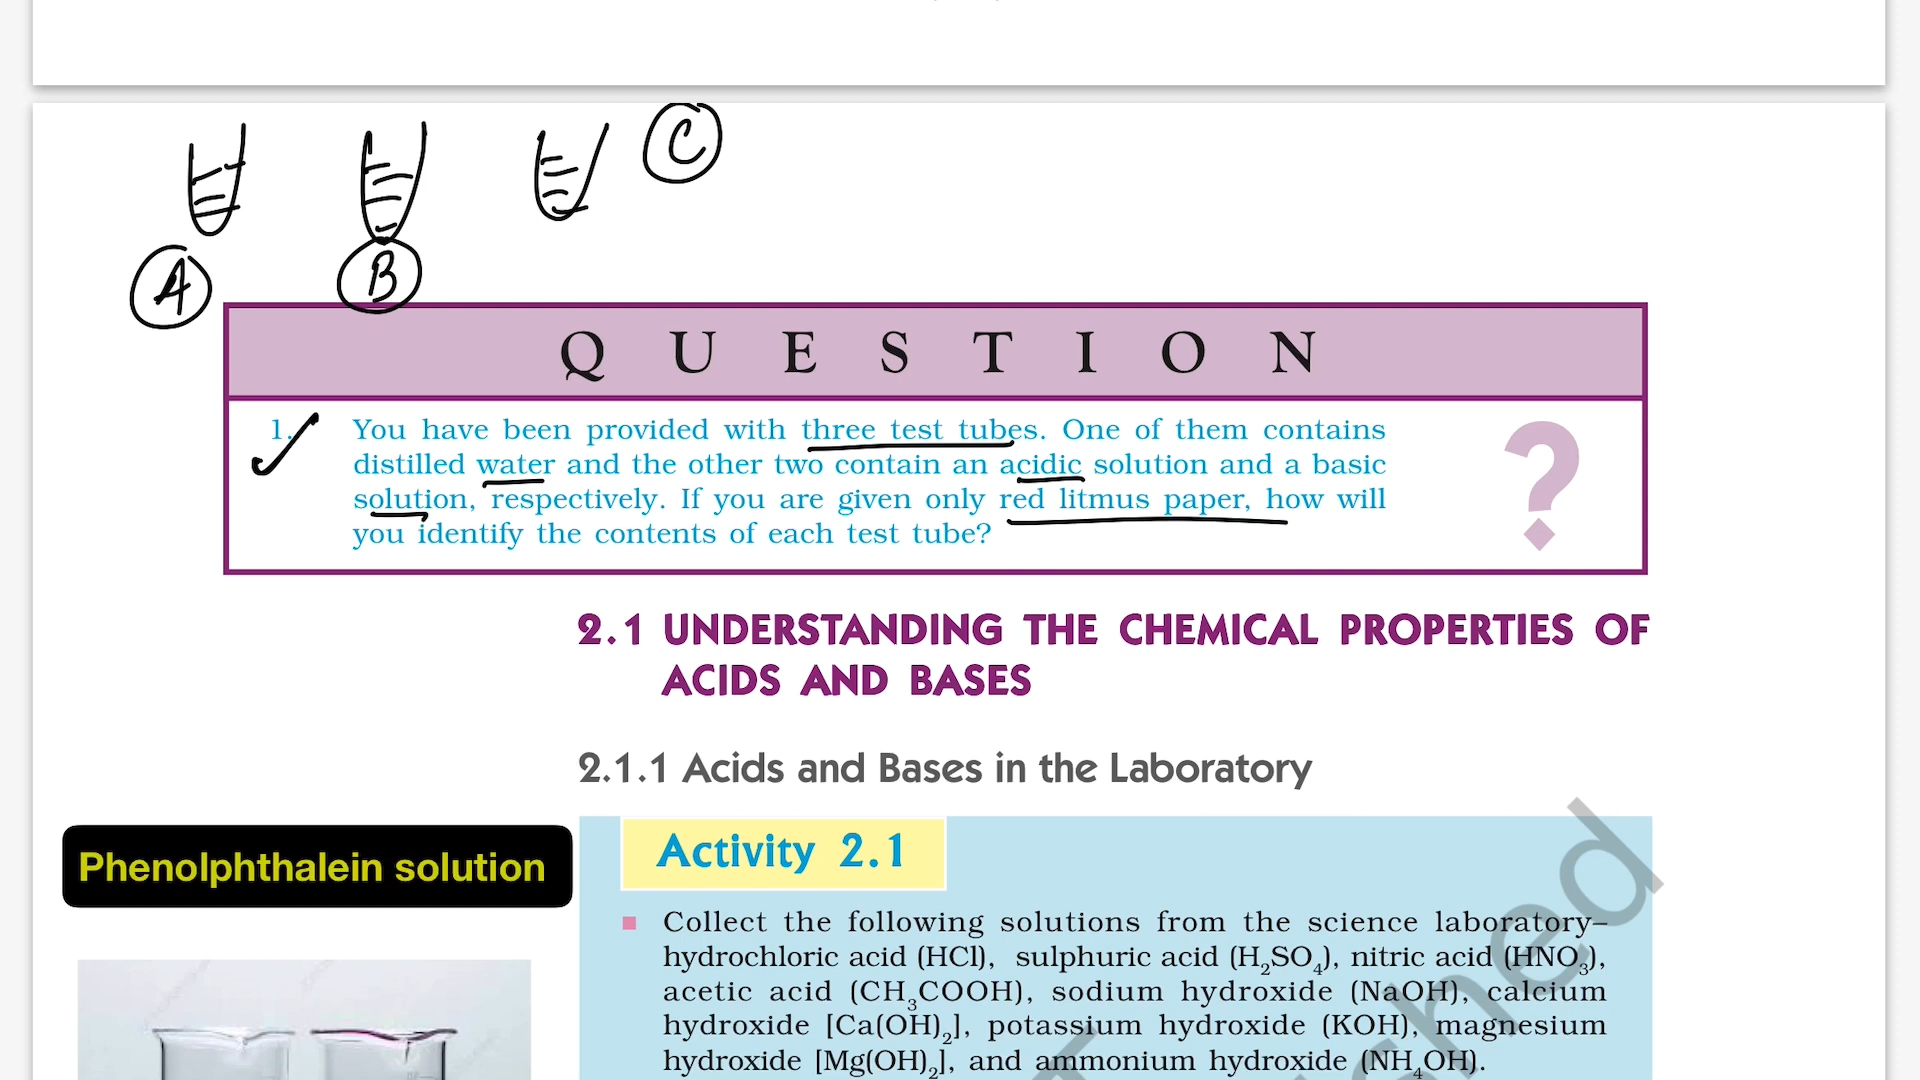 C
A
B
QUESTION
1. You have been provided with three test tubes. One of them contains
distilled water and the other two contain an acidic solution and a basic
solution, respectively. If you are given only red litmus paper, how will
you identify the contents of each test tube?
?
2.1 UNDERSTANDING THE CHEMICAL PROPERTIES OF
ACIDS AND BASES
2.1.1 Acids and Bases in the Laboratory
Phenolphthalein solution
Activity 2.1
Collect the following solutions from the science laboratory–
hydrochloric acid (HCl), sulphuric acid (H₂SO₄), nitric acid (HNO₃),
acetic acid (CH₃COOH), sodium hydroxide (NaOH), calcium
hydroxide [Ca(OH)₂], potassium hydroxide (KOH), magnesium
hydroxide [Mg(OH)₂], and ammonium hydroxide (NH₄OH).